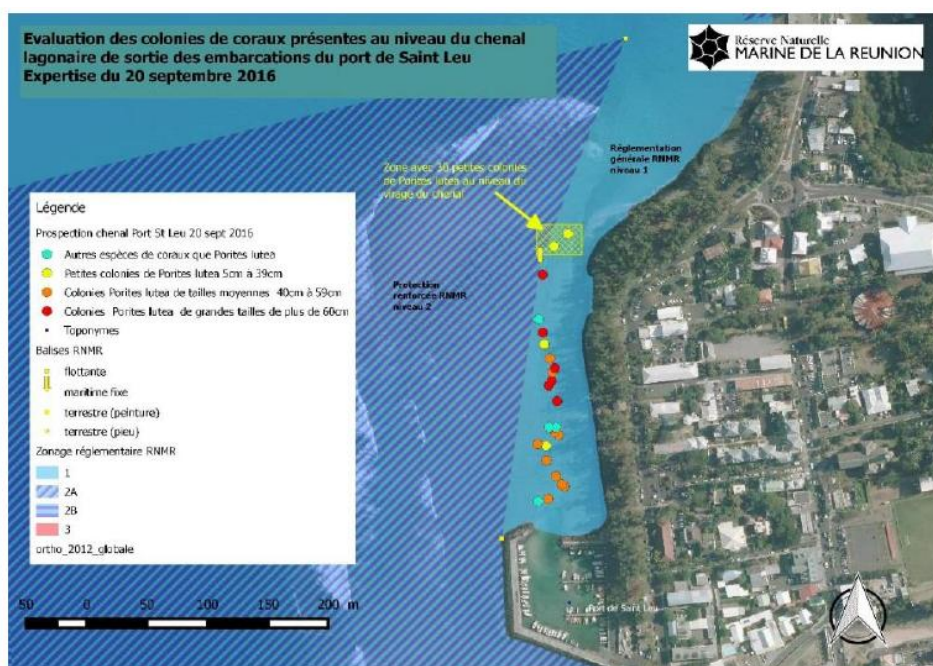 Evaluation des colonies de coraux présentes au niveau du chenal
lagonaire de sortie des embarcations du port de Saint Leu
Expertise du 20 septembre 2016
Réserve Naturelle
MARINE DE LA REUNION
Zone avec 30 petites colonies
de Porites lutea au niveau du
virage du chenal
Réglementation
générale RNMR
niveau 1
Protection
renforcée RNMR
niveau 2
Légende
Prospection chenal Port St Leu 20 sept 2016
Autres espèces de coraux que Porites lutea
Petites colonies de Porites lutea 5cm à 39cm
Colonies Porites lutea de tailles moyennes 40cm à 59cm
Colonies Porites lutea de grandes tailles de plus de 60cm
Toponymes
Balises RNMR
flottante
maritime fixe
terrestre (peinture)
terrestre (pieu)
Zonage réglementaire RNMR
1
2A
2B
3
ortho_2012_globale
50 0 50 100 150 200 m
Port de Saint Leu